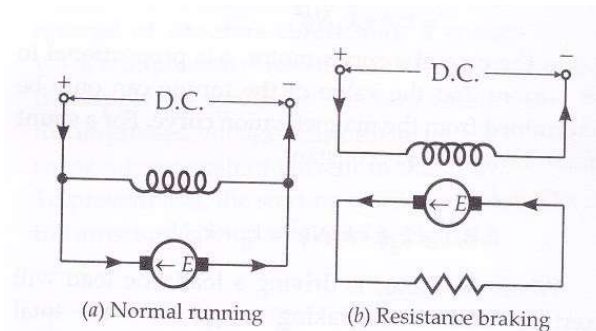 + − D.C.
← E
(a) Normal running
+ − D.C.
← E
(b) Resistance braking